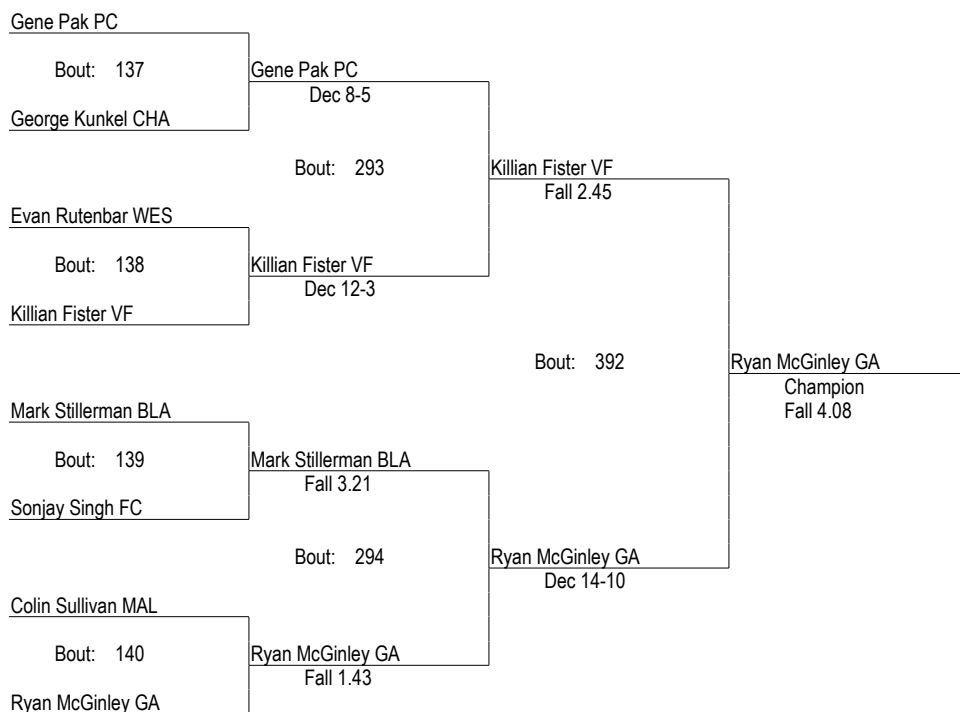 Gene Pak PC
Bout: 137
Gene Pak PC
Dec 8-5
George Kunkel CHA
Bout: 293
Killian Fister VF
Fall 2.45
Evan Rutenbar WES
Bout: 138
Killian Fister VF
Dec 12-3
Killian Fister VF
Bout: 392
Ryan McGinley GA
Champion
Fall 4.08
Mark Stillerman BLA
Bout: 139
Mark Stillerman BLA
Fall 3.21
Sonjay Singh FC
Bout: 294
Ryan McGinley GA
Dec 14-10
Colin Sullivan MAL
Bout: 140
Ryan McGinley GA
Fall 1.43
Ryan McGinley GA